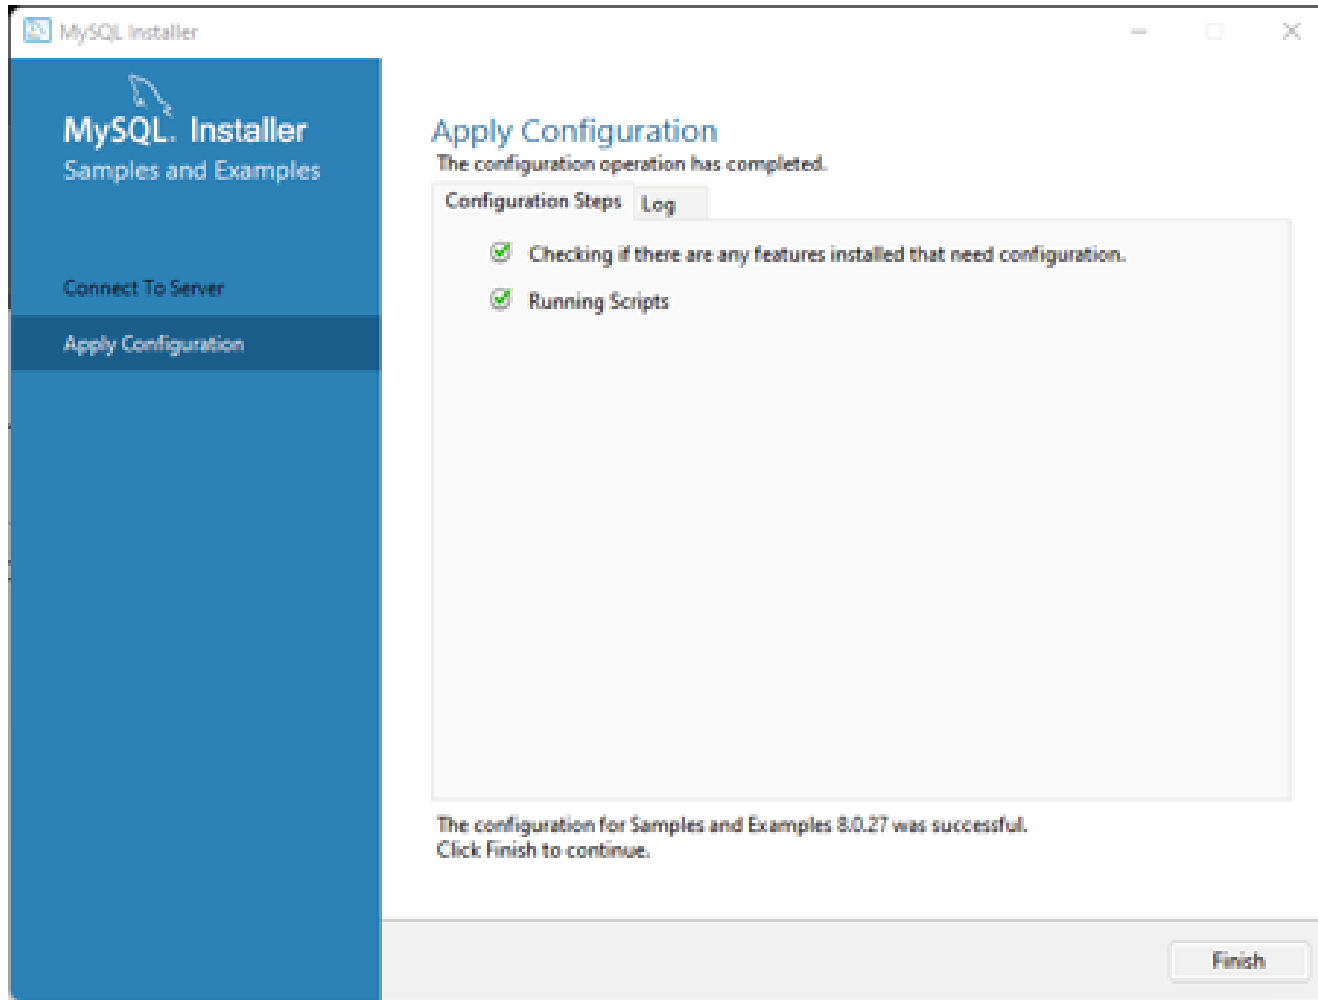 MySQL Installer
MySQL. Installer
Samples and Examples
Connect To Server
Apply Configuration
Apply Configuration
The configuration operation has completed.
Configuration Steps
Log
Checking if there are any features installed that need configuration.
Running Scripts
The configuration for Samples and Examples 8.0.27 was successful.
Click Finish to continue.
Finish